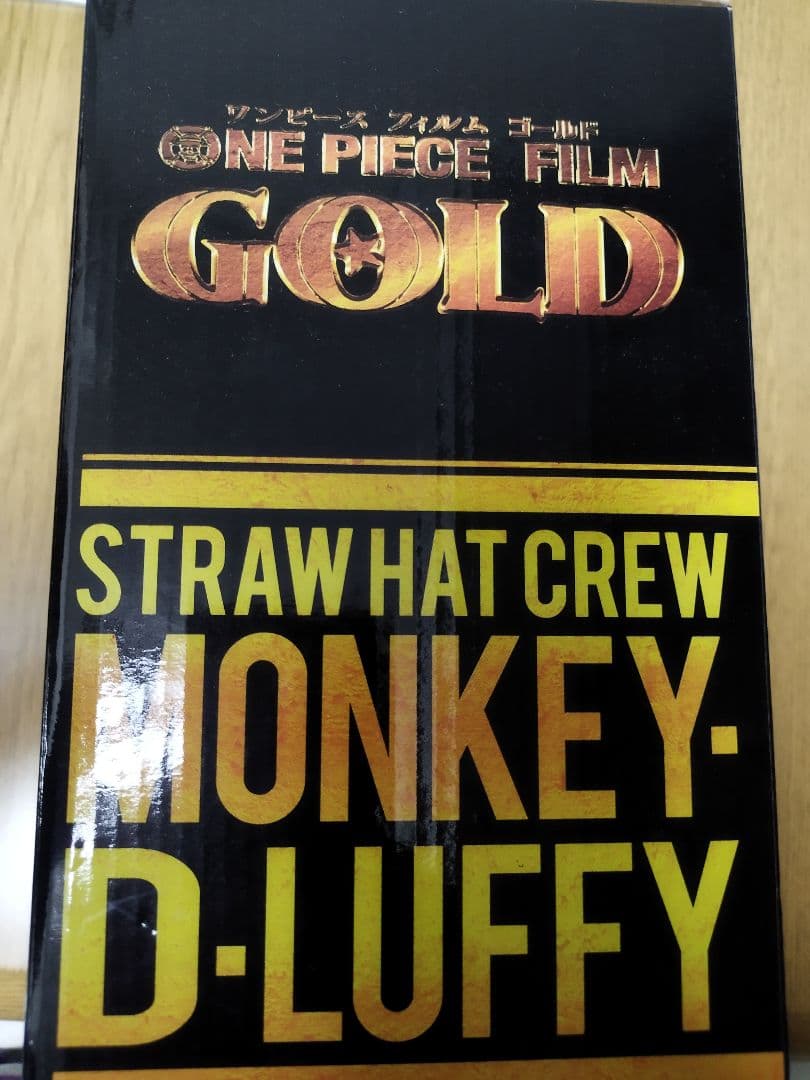 ワンピース フィルム ゴールド
ONE PIECE FILM
GOLD
STRAW HAT CREW
MONKEY·
D·LUFFY